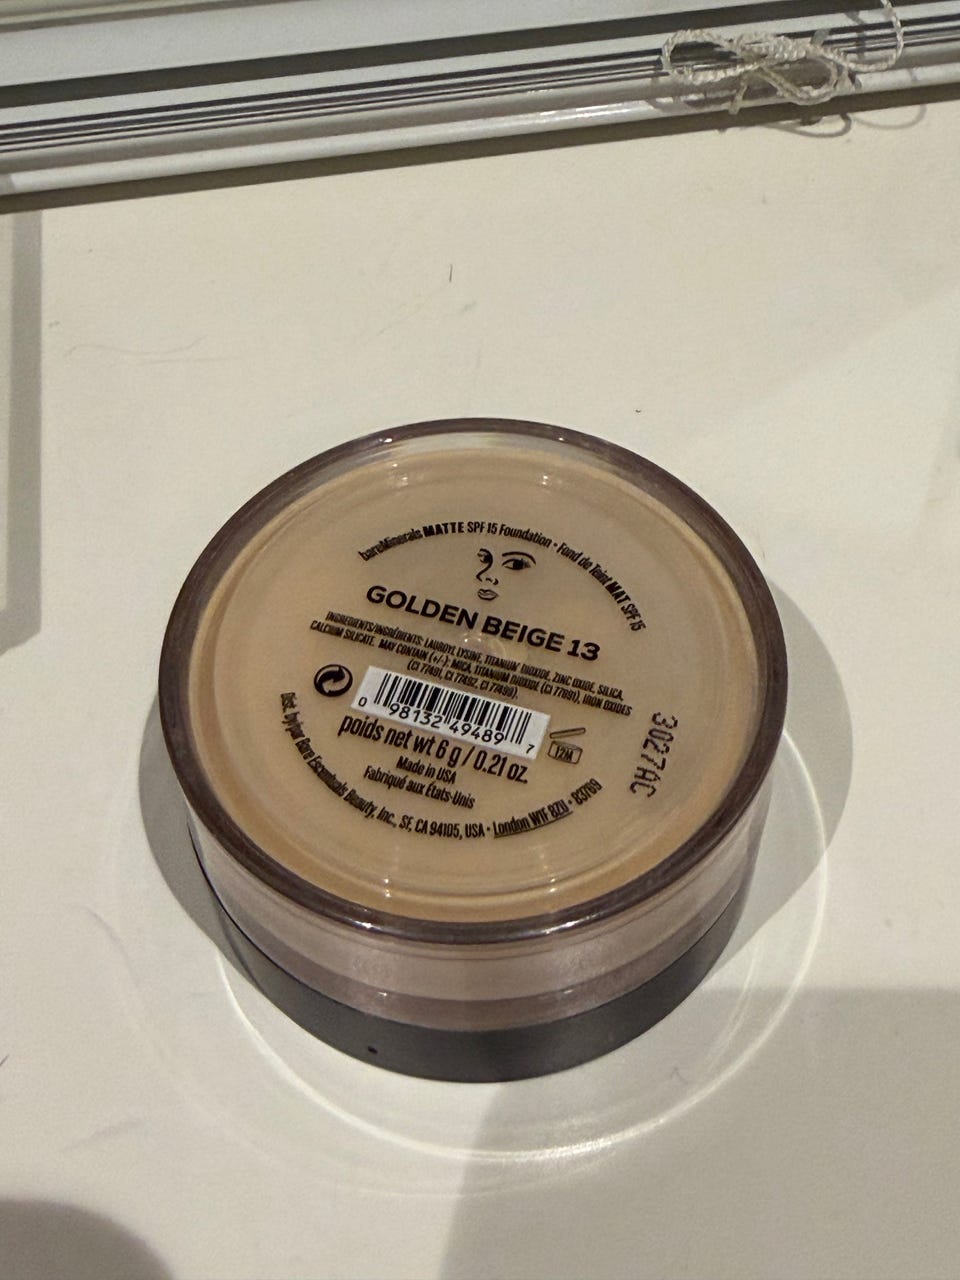 bareMinerals MATTE SPF 15 Foundation • Fond de Teint MAT SPF 15
GOLDEN BEIGE 13
INGREDIENTS/INGRÉDIENTS: LAUROYL LYSINE, TITANIUM DIOXIDE, ZINC OXIDE, SILICA,
CALCIUM SILICATE. MAY CONTAIN (+/-): MICA, TITANIUM DIOXIDE (CI 77891), IRON OXIDES
(CI 77491, CI 77492, CI 77499).
0 98132 49489 7
12M
poids net wt 6 g / 0.21 oz.
Made in USA
Fabriqué aux États-Unis
Dist. by/par Bare Escentuals Beauty, Inc., SF, CA 94105, USA • London W1F 8ZU • 83769
3027AC